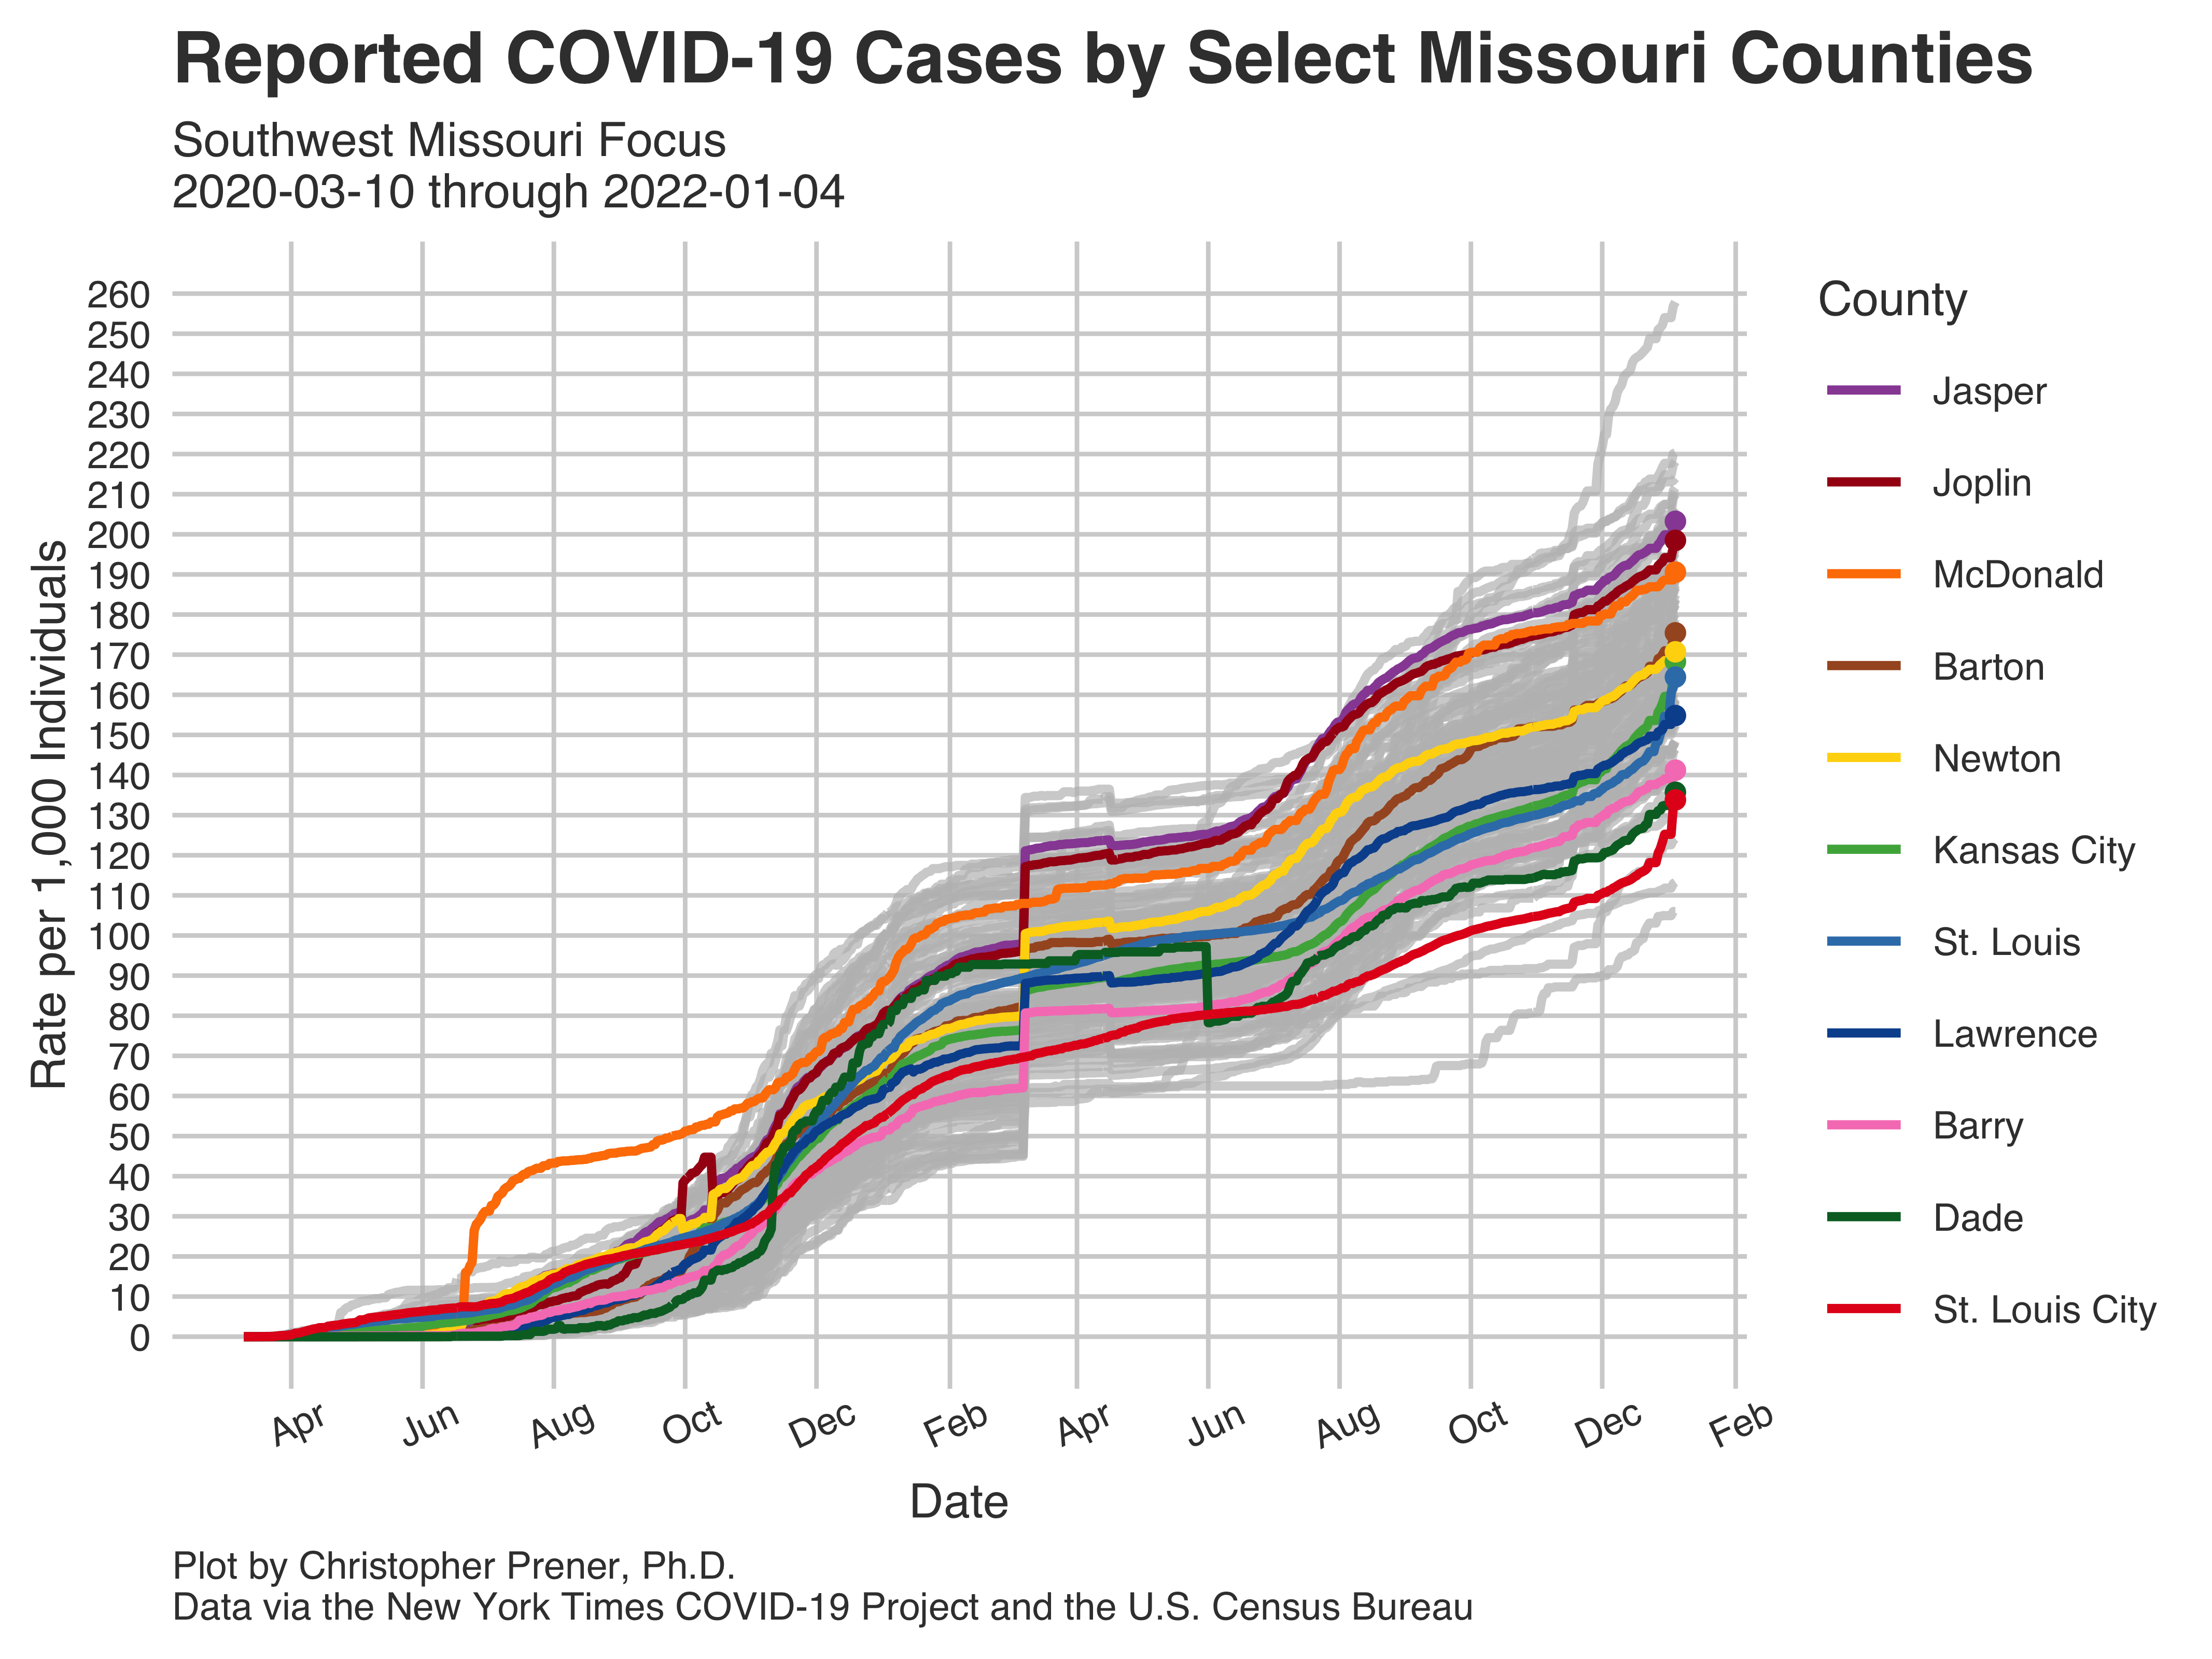 Reported COVID-19 Cases by Select Missouri Counties
Southwest Missouri Focus
2020-03-10 through 2022-01-04
Rate per 1,000 Individuals
260
250
240
230
220
210
200
190
180
170
160
150
140
130
120
110
100
90
80
70
60
50
40
30
20
10
0
Apr Jun Aug Oct Dec Feb Apr Jun Aug Oct Dec Feb
Date
County
Jasper
Joplin
McDonald
Barton
Newton
Kansas City
St. Louis
Lawrence
Barry
Dade
St. Louis City
Plot by Christopher Prener, Ph.D.
Data via the New York Times COVID-19 Project and the U.S. Census Bureau